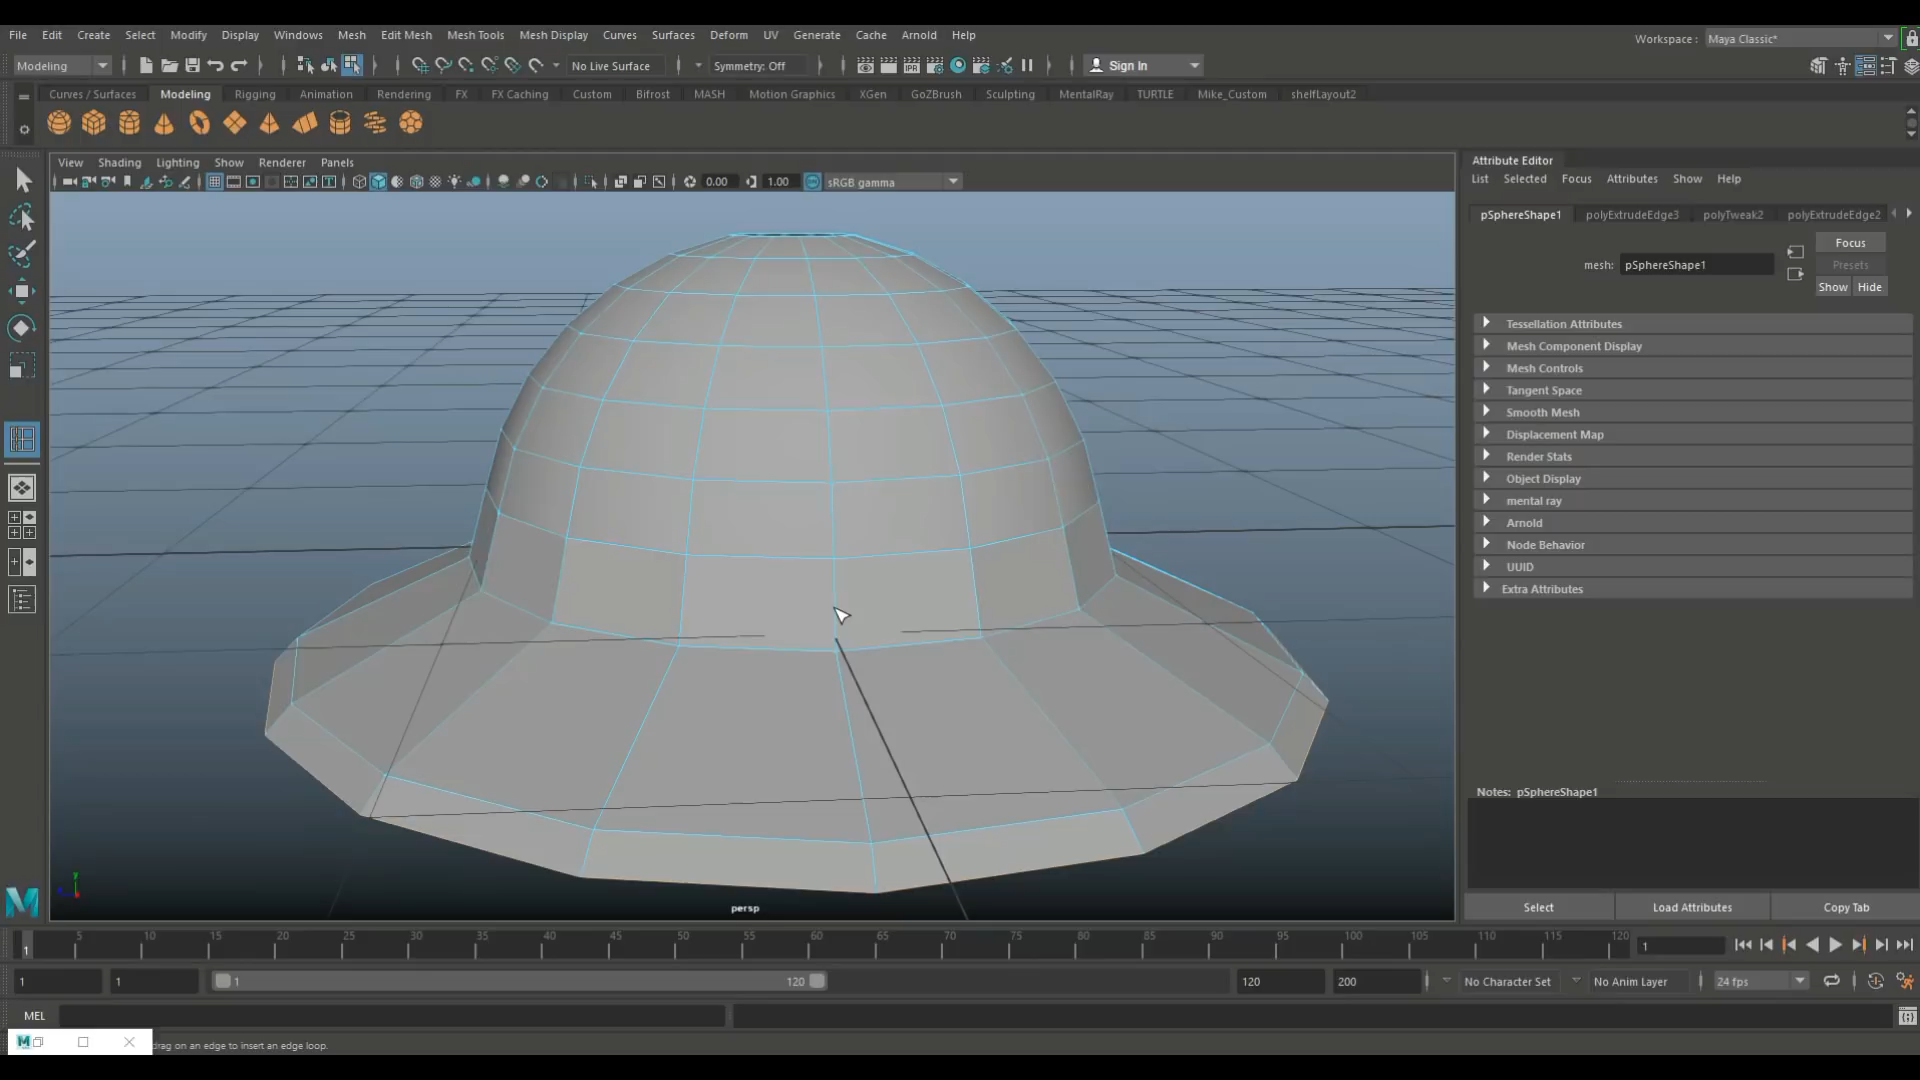 File Edit Create Select Modify Display Windows Mesh Edit Mesh Mesh Tools Mesh Display Curves Surfaces Deform UV Generate Cache Arnold Help
Workspace : Maya Classic*
Modeling No Live Surface Symmetry: Off IPR Sign In
Curves / Surfaces Modeling Rigging Animation Rendering FX FX Caching Custom Bifrost MASH Motion Graphics XGen GoZBrush Sculpting MentalRay TURTLE Mike_Custom shelfLayout2
View Shading Lighting Show Renderer Panels
0.00 1.00 sRGB gamma
Attribute Editor
List Selected Focus Attributes Show Help
pSphereShape1 polyExtrudeEdge3 polyTweak2 polyExtrudeEdge2
Focus
mesh: pSphereShape1 Presets
Show Hide
Tessellation Attributes
Mesh Component Display
Mesh Controls
Tangent Space
Smooth Mesh
Displacement Map
Render Stats
Object Display
mental ray
Arnold
Node Behavior
UUID
Extra Attributes
Notes: pSphereShape1
Select Load Attributes Copy Tab
y
persp
1 5 10 15 20 25 30 35 40 45 50 55 60 65 70 75 80 85 90 95 100 105 110 115 120 1
1 1 1 120 120 200 No Character Set No Anim Layer 24 fps
MEL
M drag on an edge to insert an edge loop.